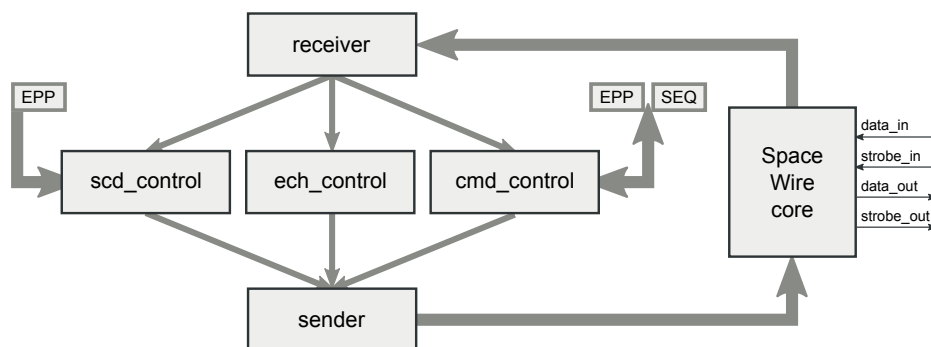 receiver
EPP
EPP
SEQ
data_in
strobe_in
data_out
strobe_out
Space
Wire
core
scd_control
ech_control
cmd_control
sender